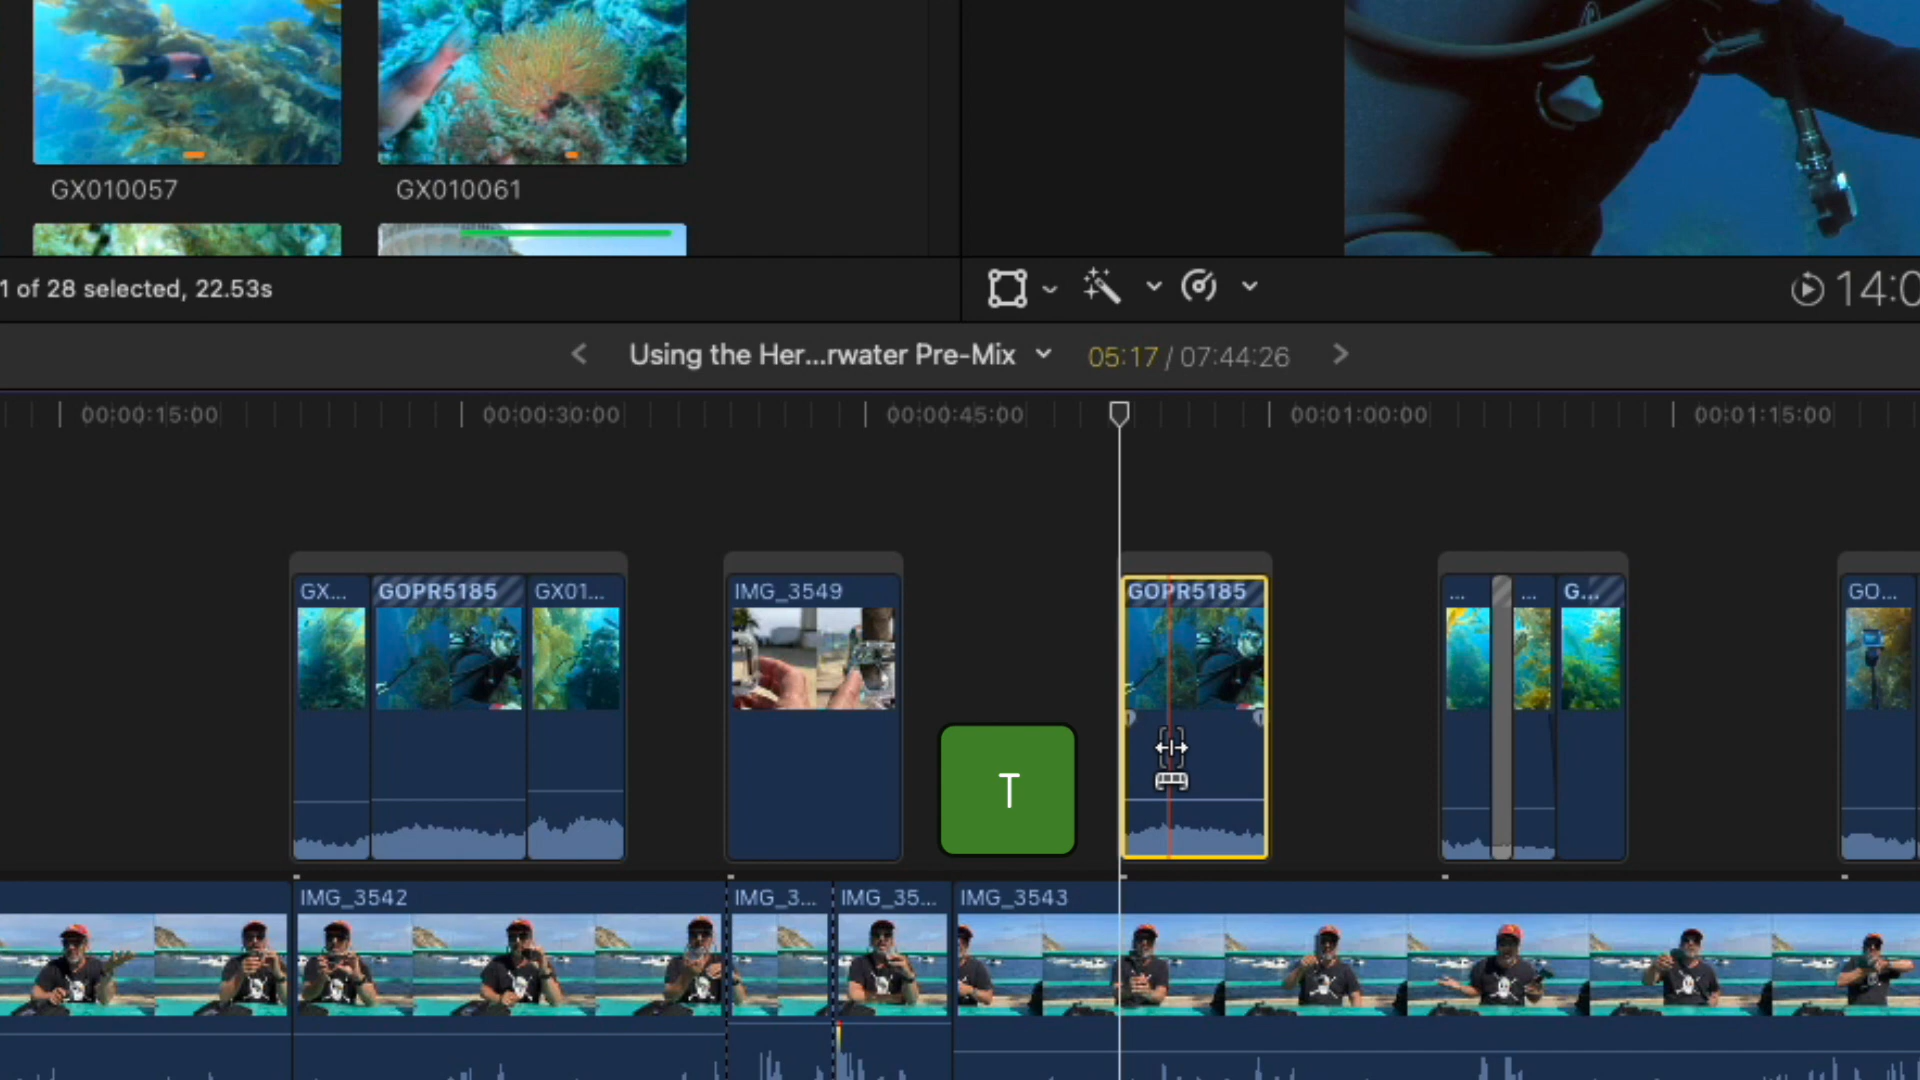 GX010057
GX010061
1 of 28 selected, 22.53s
14:0
Using the Her...rwater Pre-Mix
05:17 / 07:44:26
00:00:15:00
00:00:30:00
00:00:45:00
00:01:00:00
00:01:15:00
GX...
GOPR5185
GX01...
IMG_3549
GOPR5185
...
...
G...
GO...
T
IMG_3542
IMG_3...
IMG_35...
IMG_3543